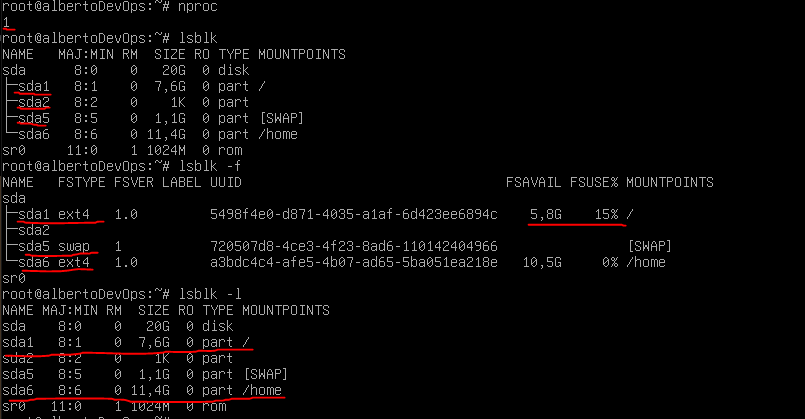 root@albertoDevOps:~# nproc
1
root@albertoDevOps:~# lsblk
NAME   MAJ:MIN RM  SIZE RO TYPE MOUNTPOINTS
sda      8:0    0   20G  0 disk
├─sda1   8:1    0  7,6G  0 part /
├─sda2   8:2    0    1K  0 part
├─sda5   8:5    0  1,1G  0 part [SWAP]
└─sda6   8:6    0 11,4G  0 part /home
sr0     11:0    1 1024M  0 rom
root@albertoDevOps:~# lsblk -f
NAME   FSTYPE FSVER LABEL UUID                                 FSAVAIL FSUSE% MOUNTPOINTS
sda
├─sda1 ext4   1.0         5498f4e0-d871-4035-a1af-6d423ee6894c    5,8G    15% /
├─sda2
├─sda5 swap   1           720507d8-4ce3-4f23-8ad6-110142404966                [SWAP]
└─sda6 ext4   1.0         a3bdc4c4-afe5-4b07-ad65-5ba051ea218e   10,5G     0% /home
sr0
root@albertoDevOps:~# lsblk -l
NAME MAJ:MIN RM  SIZE RO TYPE MOUNTPOINTS
sda    8:0    0   20G  0 disk
sda1   8:1    0  7,6G  0 part /
sda2   8:2    0    1K  0 part
sda5   8:5    0  1,1G  0 part [SWAP]
sda6   8:6    0 11,4G  0 part /home
sr0   11:0    1 1024M  0 rom